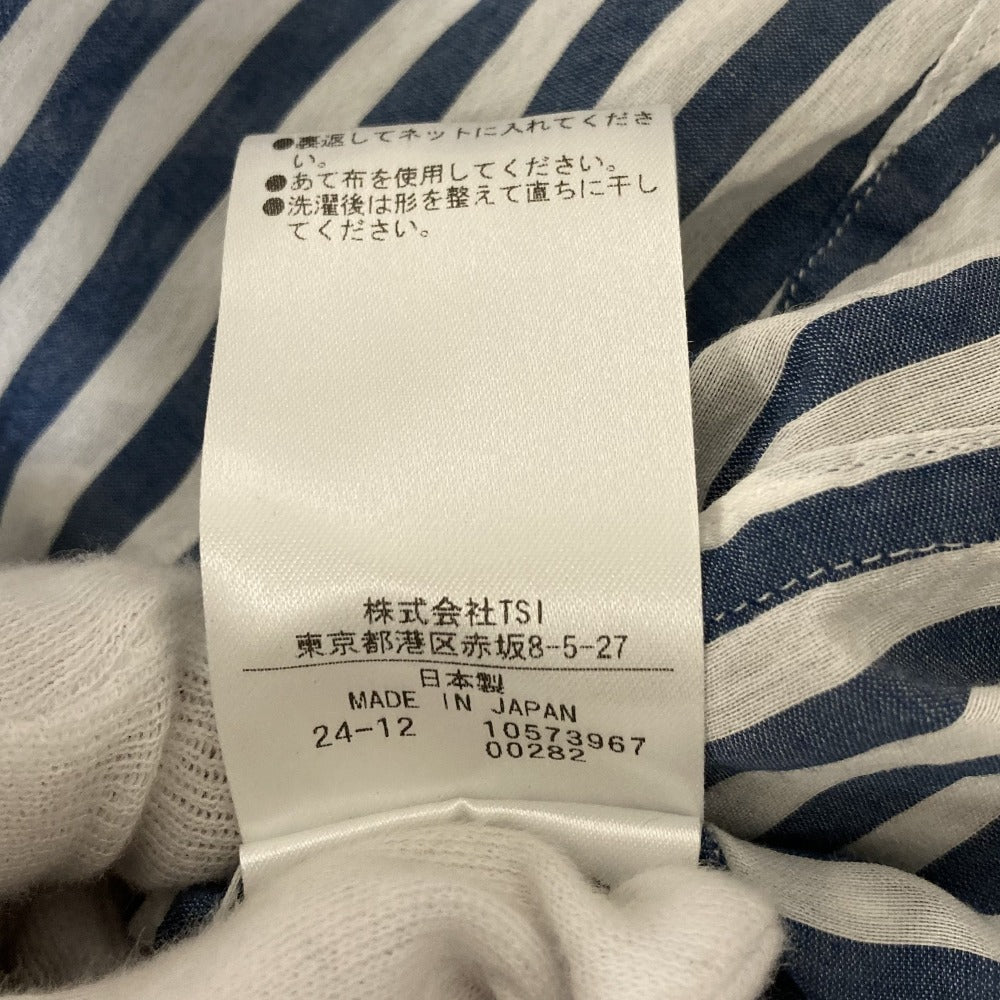 ●裏返してネットに入れてくださ
い。
●あて布を使用してください。
●洗濯後は形を整えて直ちに干し
てください。
株式会社TSI
東京都港区赤坂8-5-27
日本製
MADE IN JAPAN
24-12 10573967
00282